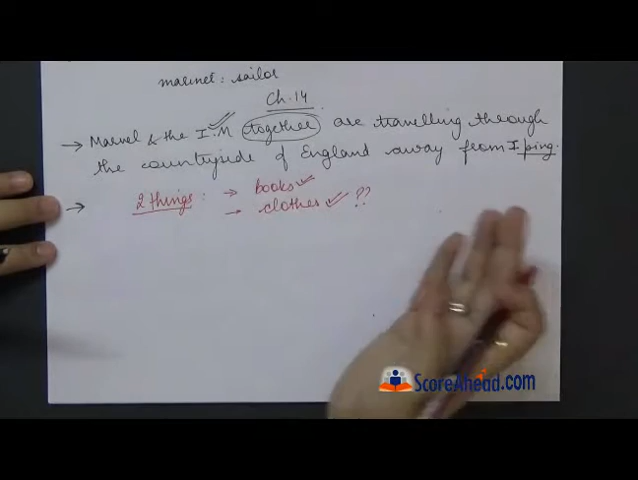 mariner: sailor
Ch. 14
→ Marvel & the I.M together are travelling through
the countryside of England away from Iping.
→ 2 things: → books ✓
→ clothes ✓ ??
ScoreAhead.com